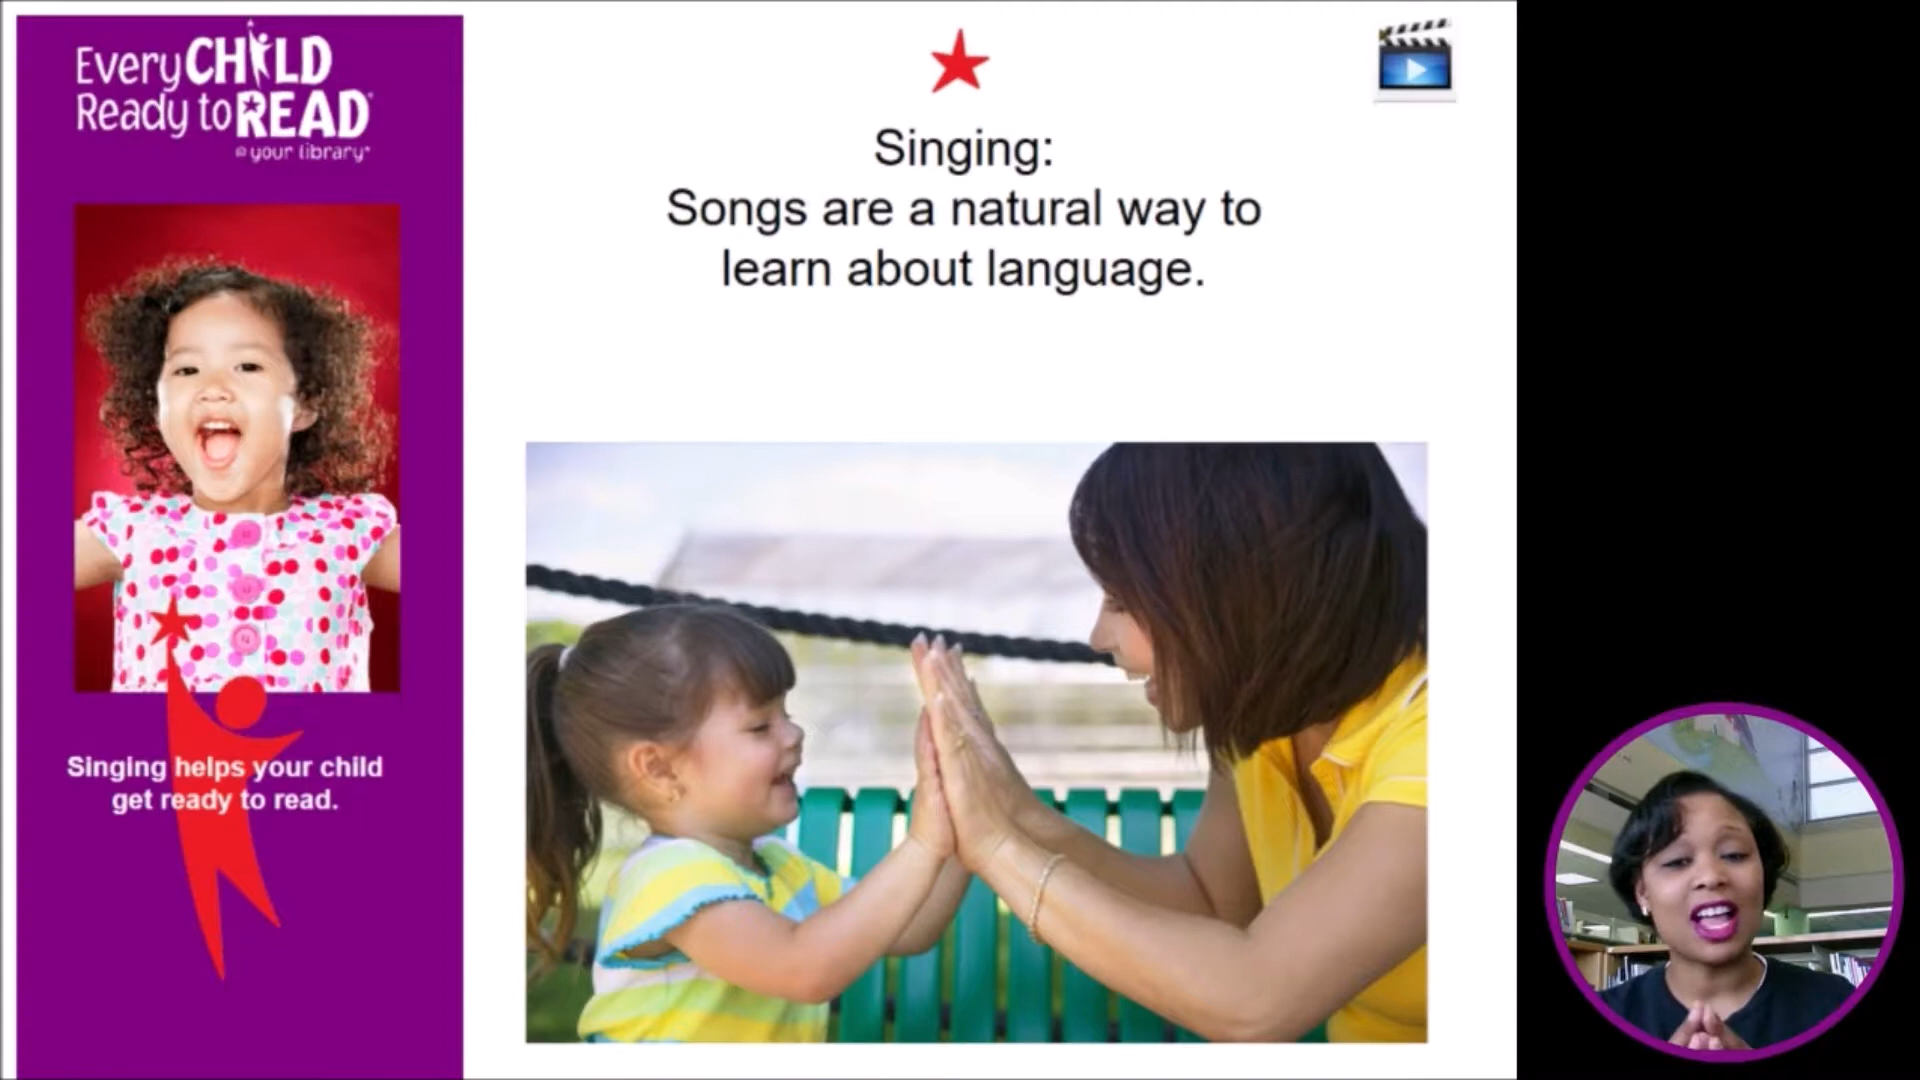 Every CHILD
Ready to READ
@ your library®
Singing:
Songs are a natural way to
learn about language.
Singing helps your child
get ready to read.